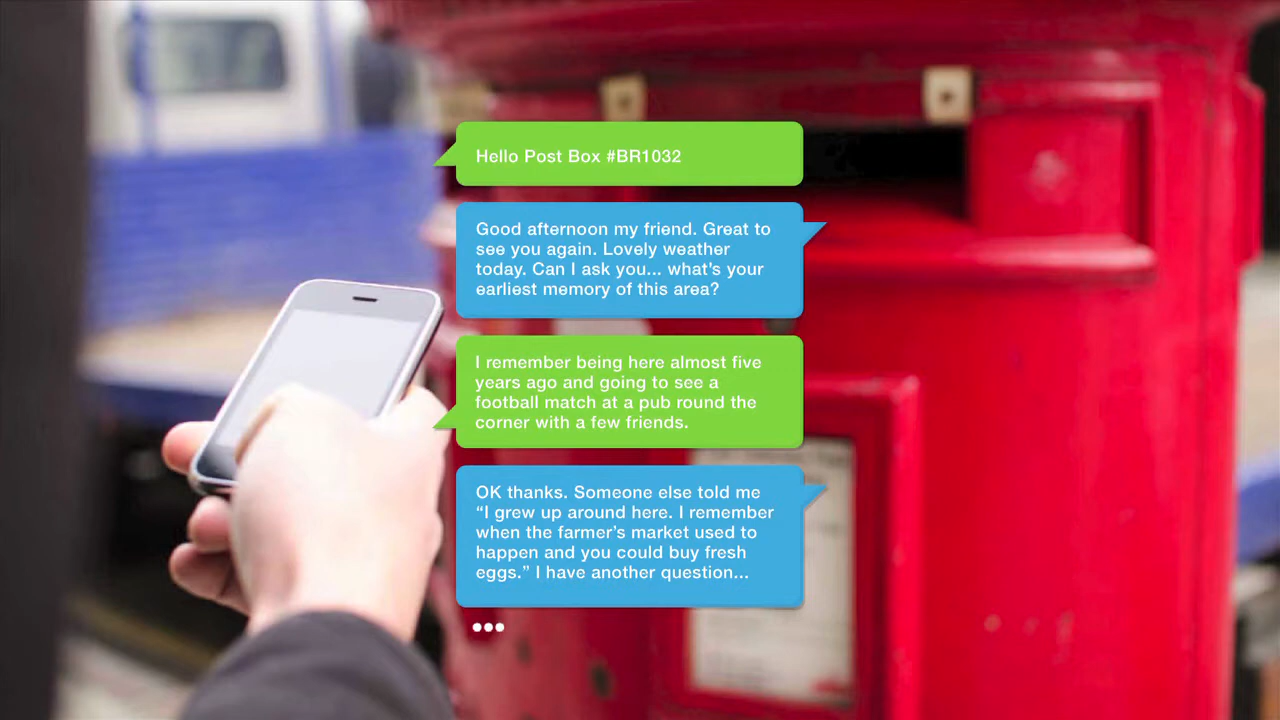 Hello Post Box #BR1032
Good afternoon my friend. Great to
see you again. Lovely weather
today. Can I ask you... what's your
earliest memory of this area?
I remember being here almost five
years ago and going to see a
football match at a pub round the
corner with a few friends.
OK thanks. Someone else told me
“I grew up around here. I remember
when the farmer's market used to
happen and you could buy fresh
eggs.” I have another question...